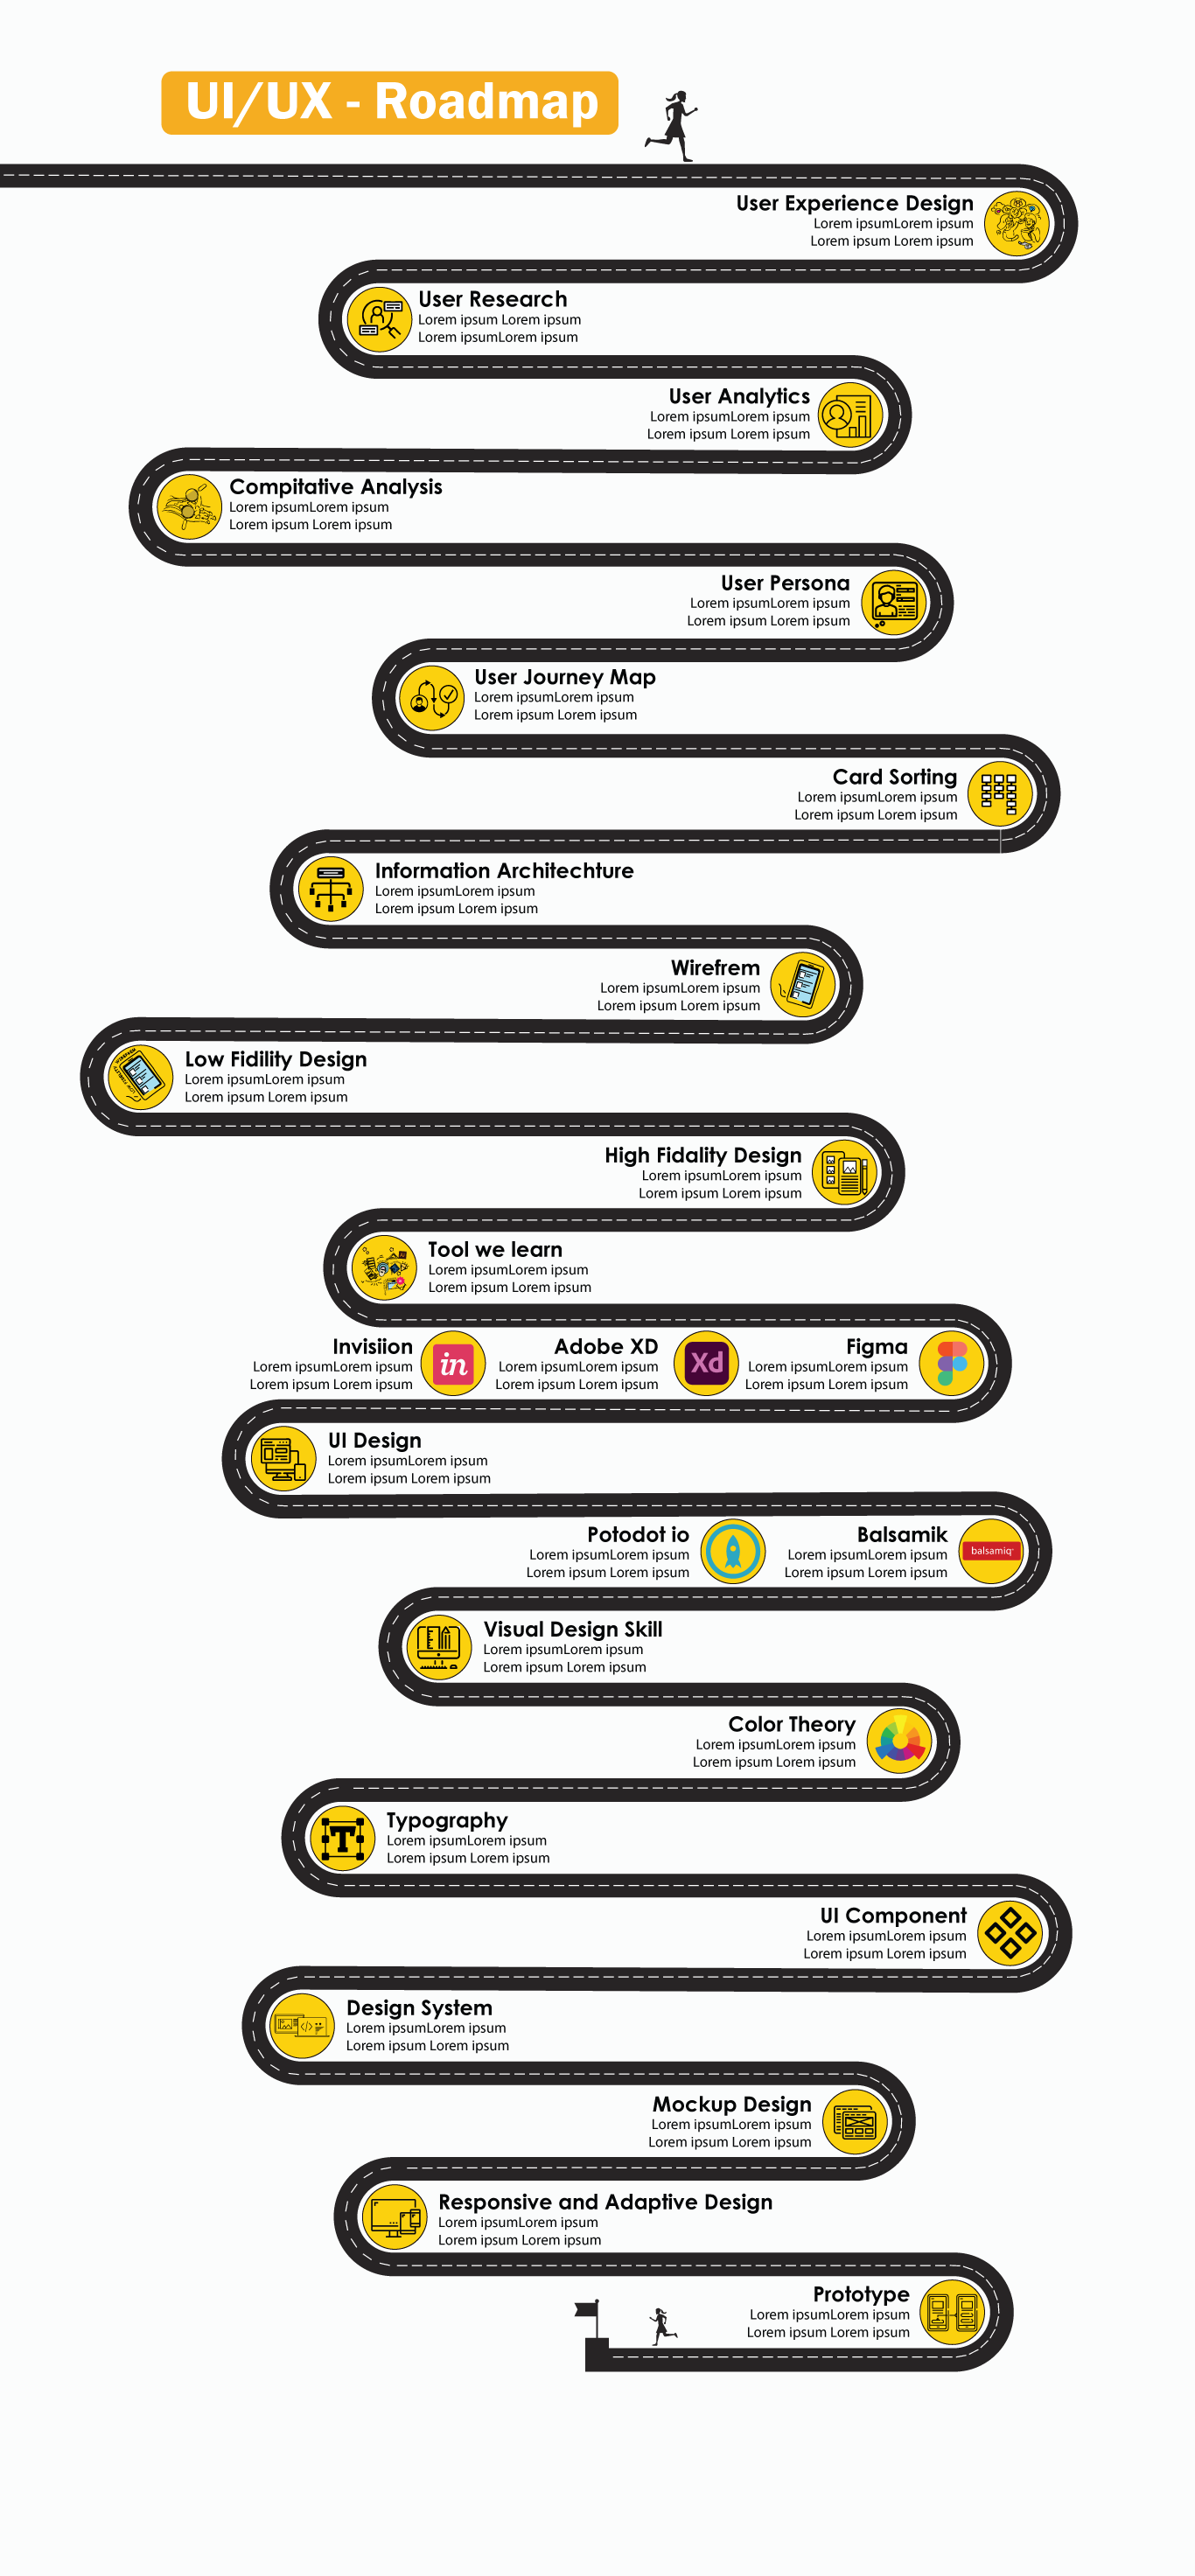 UI/UX - Roadmap
User Experience Design
Lorem ipsumLorem ipsum
Lorem ipsum Lorem ipsum
User Research
Lorem ipsum Lorem ipsum
Lorem ipsumLorem ipsum
User Analytics
Lorem ipsumLorem ipsum
Lorem ipsum Lorem ipsum
Compitative Analysis
Lorem ipsumLorem ipsum
Lorem ipsum Lorem ipsum
User Persona
Lorem ipsumLorem ipsum
Lorem ipsum Lorem ipsum
User Journey Map
Lorem ipsumLorem ipsum
Lorem ipsum Lorem ipsum
Card Sorting
Lorem ipsumLorem ipsum
Lorem ipsum Lorem ipsum
Information Architechture
Lorem ipsumLorem ipsum
Lorem ipsum Lorem ipsum
Wirefrem
Lorem ipsumLorem ipsum
Lorem ipsum Lorem ipsum
Low Fidility Design
Lorem ipsumLorem ipsum
Lorem ipsum Lorem ipsum
High Fidality Design
Lorem ipsumLorem ipsum
Lorem ipsum Lorem ipsum
Tool we learn
Lorem ipsumLorem ipsum
Lorem ipsum Lorem ipsum
Invisiion
Lorem ipsumLorem ipsum
Lorem ipsum Lorem ipsum
in
Adobe XD
Lorem ipsumLorem ipsum
Lorem ipsum Lorem ipsum
Xd
Figma
Lorem ipsumLorem ipsum
Lorem ipsum Lorem ipsum
UI Design
Lorem ipsumLorem ipsum
Lorem ipsum Lorem ipsum
Potodot io
Lorem ipsumLorem ipsum
Lorem ipsum Lorem ipsum
Balsamik
Lorem ipsumLorem ipsum
Lorem ipsum Lorem ipsum
balsamiq
Visual Design Skill
Lorem ipsumLorem ipsum
Lorem ipsum Lorem ipsum
Color Theory
Lorem ipsumLorem ipsum
Lorem ipsum Lorem ipsum
T
Typography
Lorem ipsumLorem ipsum
Lorem ipsum Lorem ipsum
UI Component
Lorem ipsumLorem ipsum
Lorem ipsum Lorem ipsum
</>
Design System
Lorem ipsumLorem ipsum
Lorem ipsum Lorem ipsum
Mockup Design
Lorem ipsumLorem ipsum
Lorem ipsum Lorem ipsum
Responsive and Adaptive Design
Lorem ipsumLorem ipsum
Lorem ipsum Lorem ipsum
Prototype
Lorem ipsumLorem ipsum
Lorem ipsum Lorem ipsum